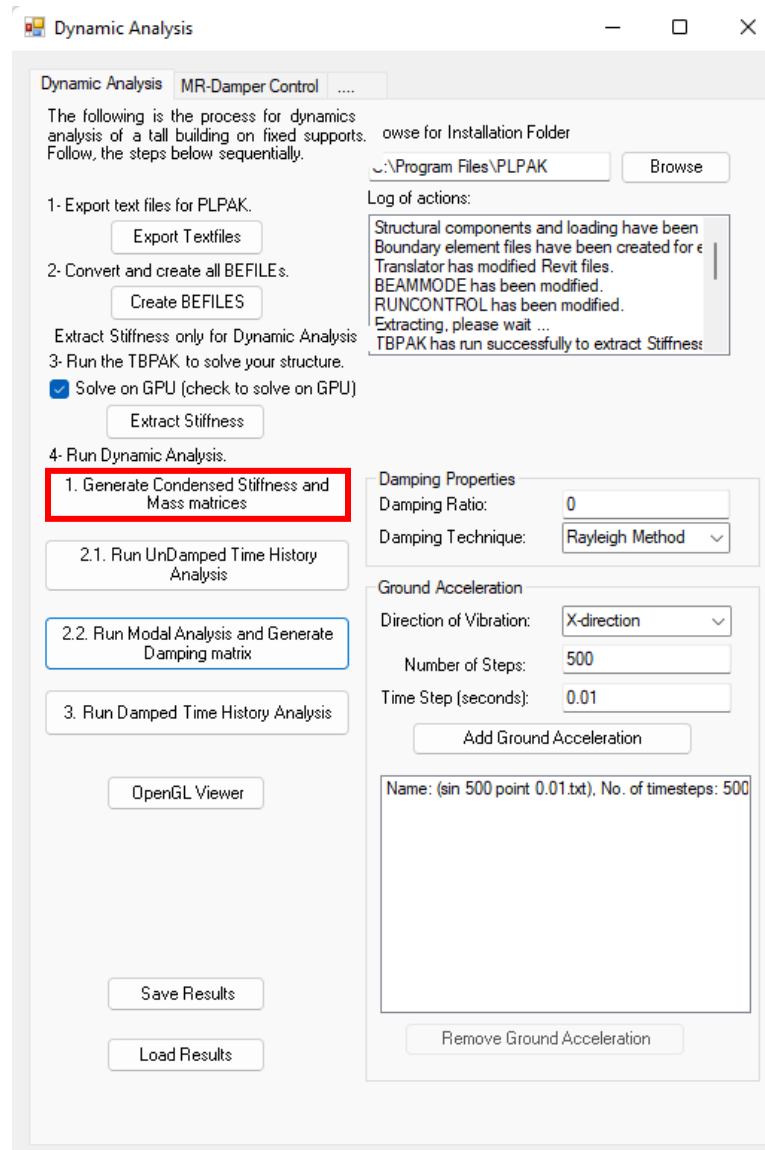 Dynamic Analysis
Dynamic Analysis
MR-Damper Control
....
The following is the process for dynamics
analysis of a tall building on fixed supports.
Follow, the steps below sequentially.
1- Export text files for PLPAK.
Export Textfiles
2- Convert and create all BEFILEs.
Create BEFILES
Extract Stiffness only for Dynamic Analysis
3- Run the TBPAK to solve your structure.
Solve on GPU (check to solve on GPU)
Extract Stiffness
4- Run Dynamic Analysis.
1. Generate Condensed Stiffness and
Mass matrices
2.1. Run UnDamped Time History
Analysis
2.2. Run Modal Analysis and Generate
Damping matrix
3. Run Damped Time History Analysis
OpenGL Viewer
Save Results
Load Results
owse for Installation Folder
:\Program Files\PLPAK
Browse
Log of actions:
Structural components and loading have been
Boundary element files have been created for e
Translator has modified Revit files.
BEAMMODE has been modified.
RUNCONTROL has been modified.
Extracting, please wait ...
TBPAK has run successfully to extract Stiffness
Damping Properties
Damping Ratio:
0
Damping Technique:
Rayleigh Method
Ground Acceleration
Direction of Vibration:
X-direction
Number of Steps:
500
Time Step (seconds):
0.01
Add Ground Acceleration
Name: (sin 500 point 0.01.txt), No. of timesteps: 500
Remove Ground Acceleration